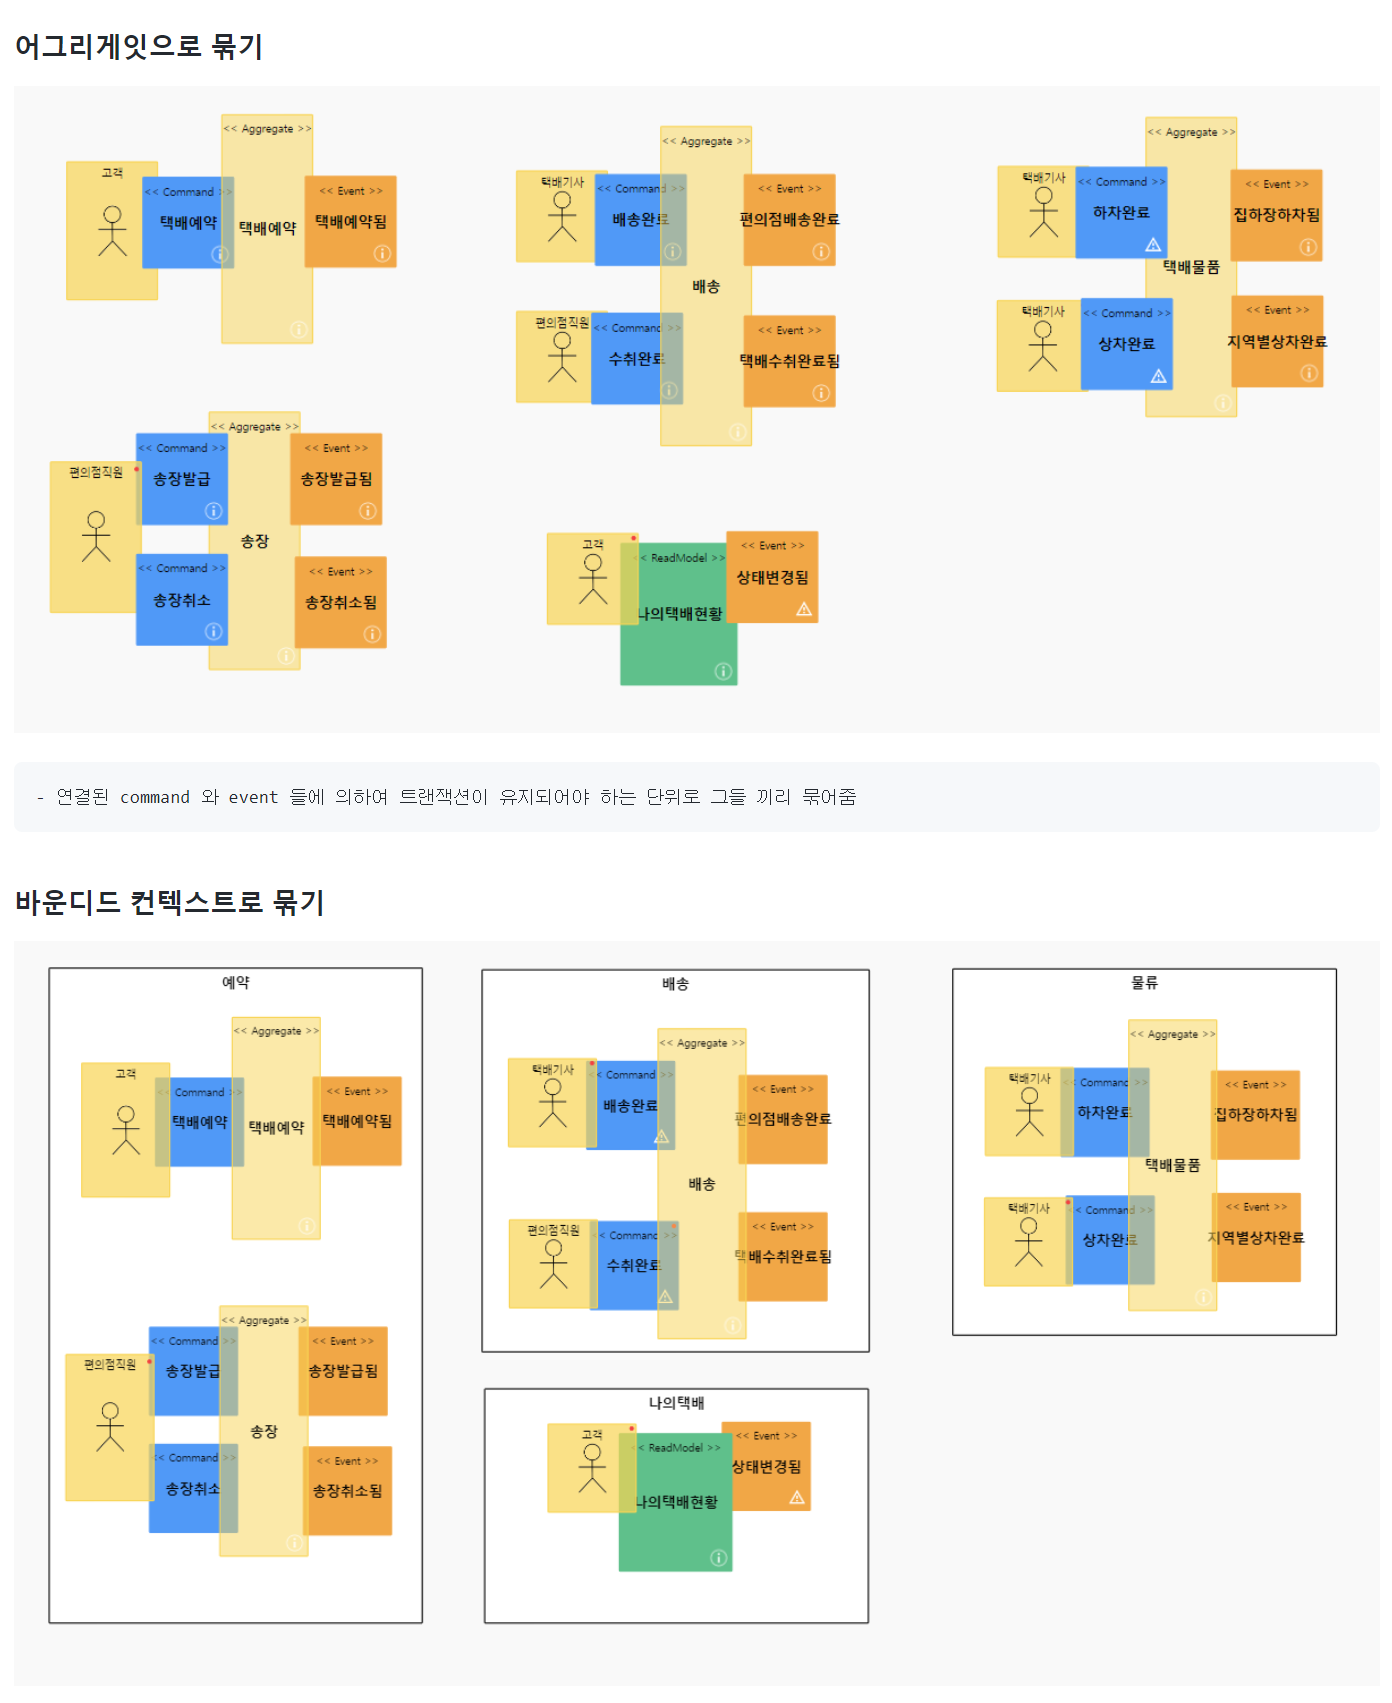 어그리게잇으로 묶기
<< Aggregate >>
고객
<< Command >>
택배예약
택배예약
<< Event >>
택배예약됨
<< Aggregate >>
택배기사
<< Command
배송완료
<< Event >>
편의점배송완료
배송
편의점직원
<< Command
수취완료
<< Event >>
택배수취완료됨
<< Aggregate >>
택배기사
<< Command >>
하차완료
<< Event >>
집하장하차됨
택배물품
택배기사
<< Command >>
상차완료
<< Event >>
지역별상차완료
<< Aggregate >>
편의점직원
<< Command >>
송장발급
<< Event >>
송장발급됨
송장
<< Command >>
송장취소
<< Event >>
송장취소됨
고객
< ReadModel >>
나의택배현황
<< Event >>
상태변경됨
- 연결된 command 와 event 들에 의하여 트랜잭션이 유지되어야 하는 단위로 그들 끼리 묶어줌
바운디드 컨텍스트로 묶기
예약
<< Aggregate >>
고객
< Command >>
택배예약
택배예약
<< Event >>
택배예약됨
<< Aggregate >>
편의점직원
<< Command >>
송장발급
<< Event >>
송장발급됨
송장
< Command >>
송장취소
<< Event >>
송장취소됨
배송
<< Aggregate >>
택배기사
< Command >>
배송완료
<< Event >>
편의점배송완료
배송
편의점직원
< Command >>
수취완료
<< Event >>
택배수취완료됨
나의택배
고객
< ReadModel >>
나의택배현황
<< Event >>
상태변경됨
물류
<< Aggregate >>
택배기사
< Command >>
하차완료
<< Event >>
집하장하차됨
택배물품
택배기사
< Command >>
상차완료
<< Event >>
지역별상차완료